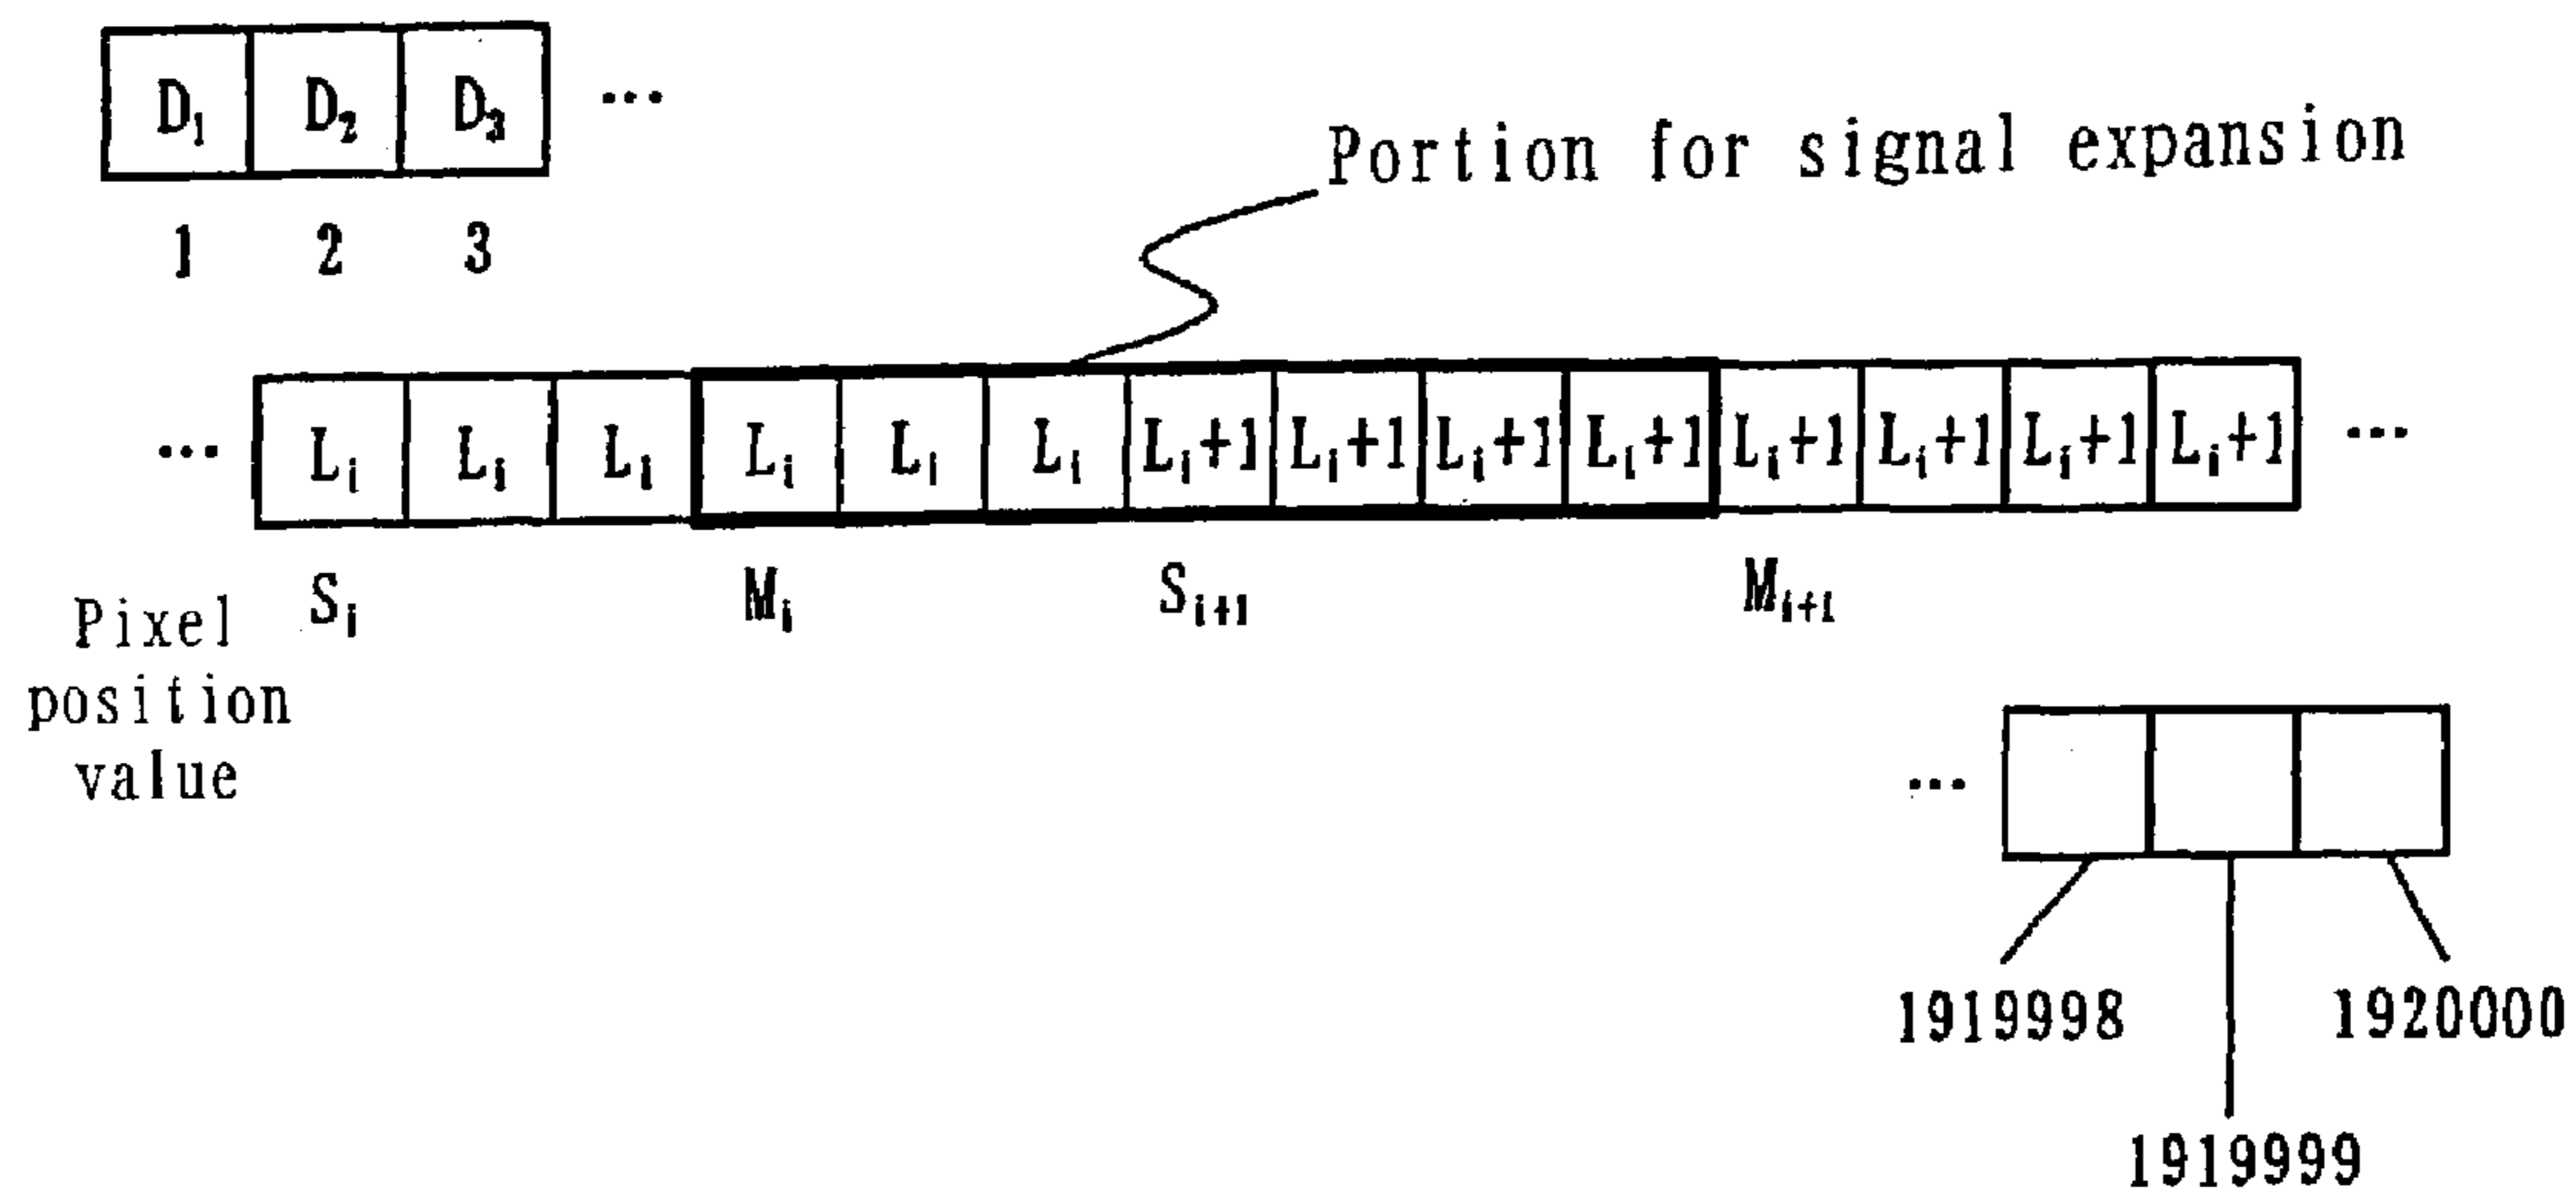 D₁ D₂ D₃ ...
1 2 3
Portion for signal expansion
... Lᵢ Lᵢ Lᵢ Lᵢ Lᵢ Lᵢ Lᵢ+1 Lᵢ+1 Lᵢ+1 Lᵢ+1 Lᵢ+1 Lᵢ+1 Lᵢ+1 Lᵢ+1 ...
Sᵢ Mᵢ Sᵢ₊₁ Mᵢ₊₁
Pixel
position
value
...
1919998 1920000
1919999